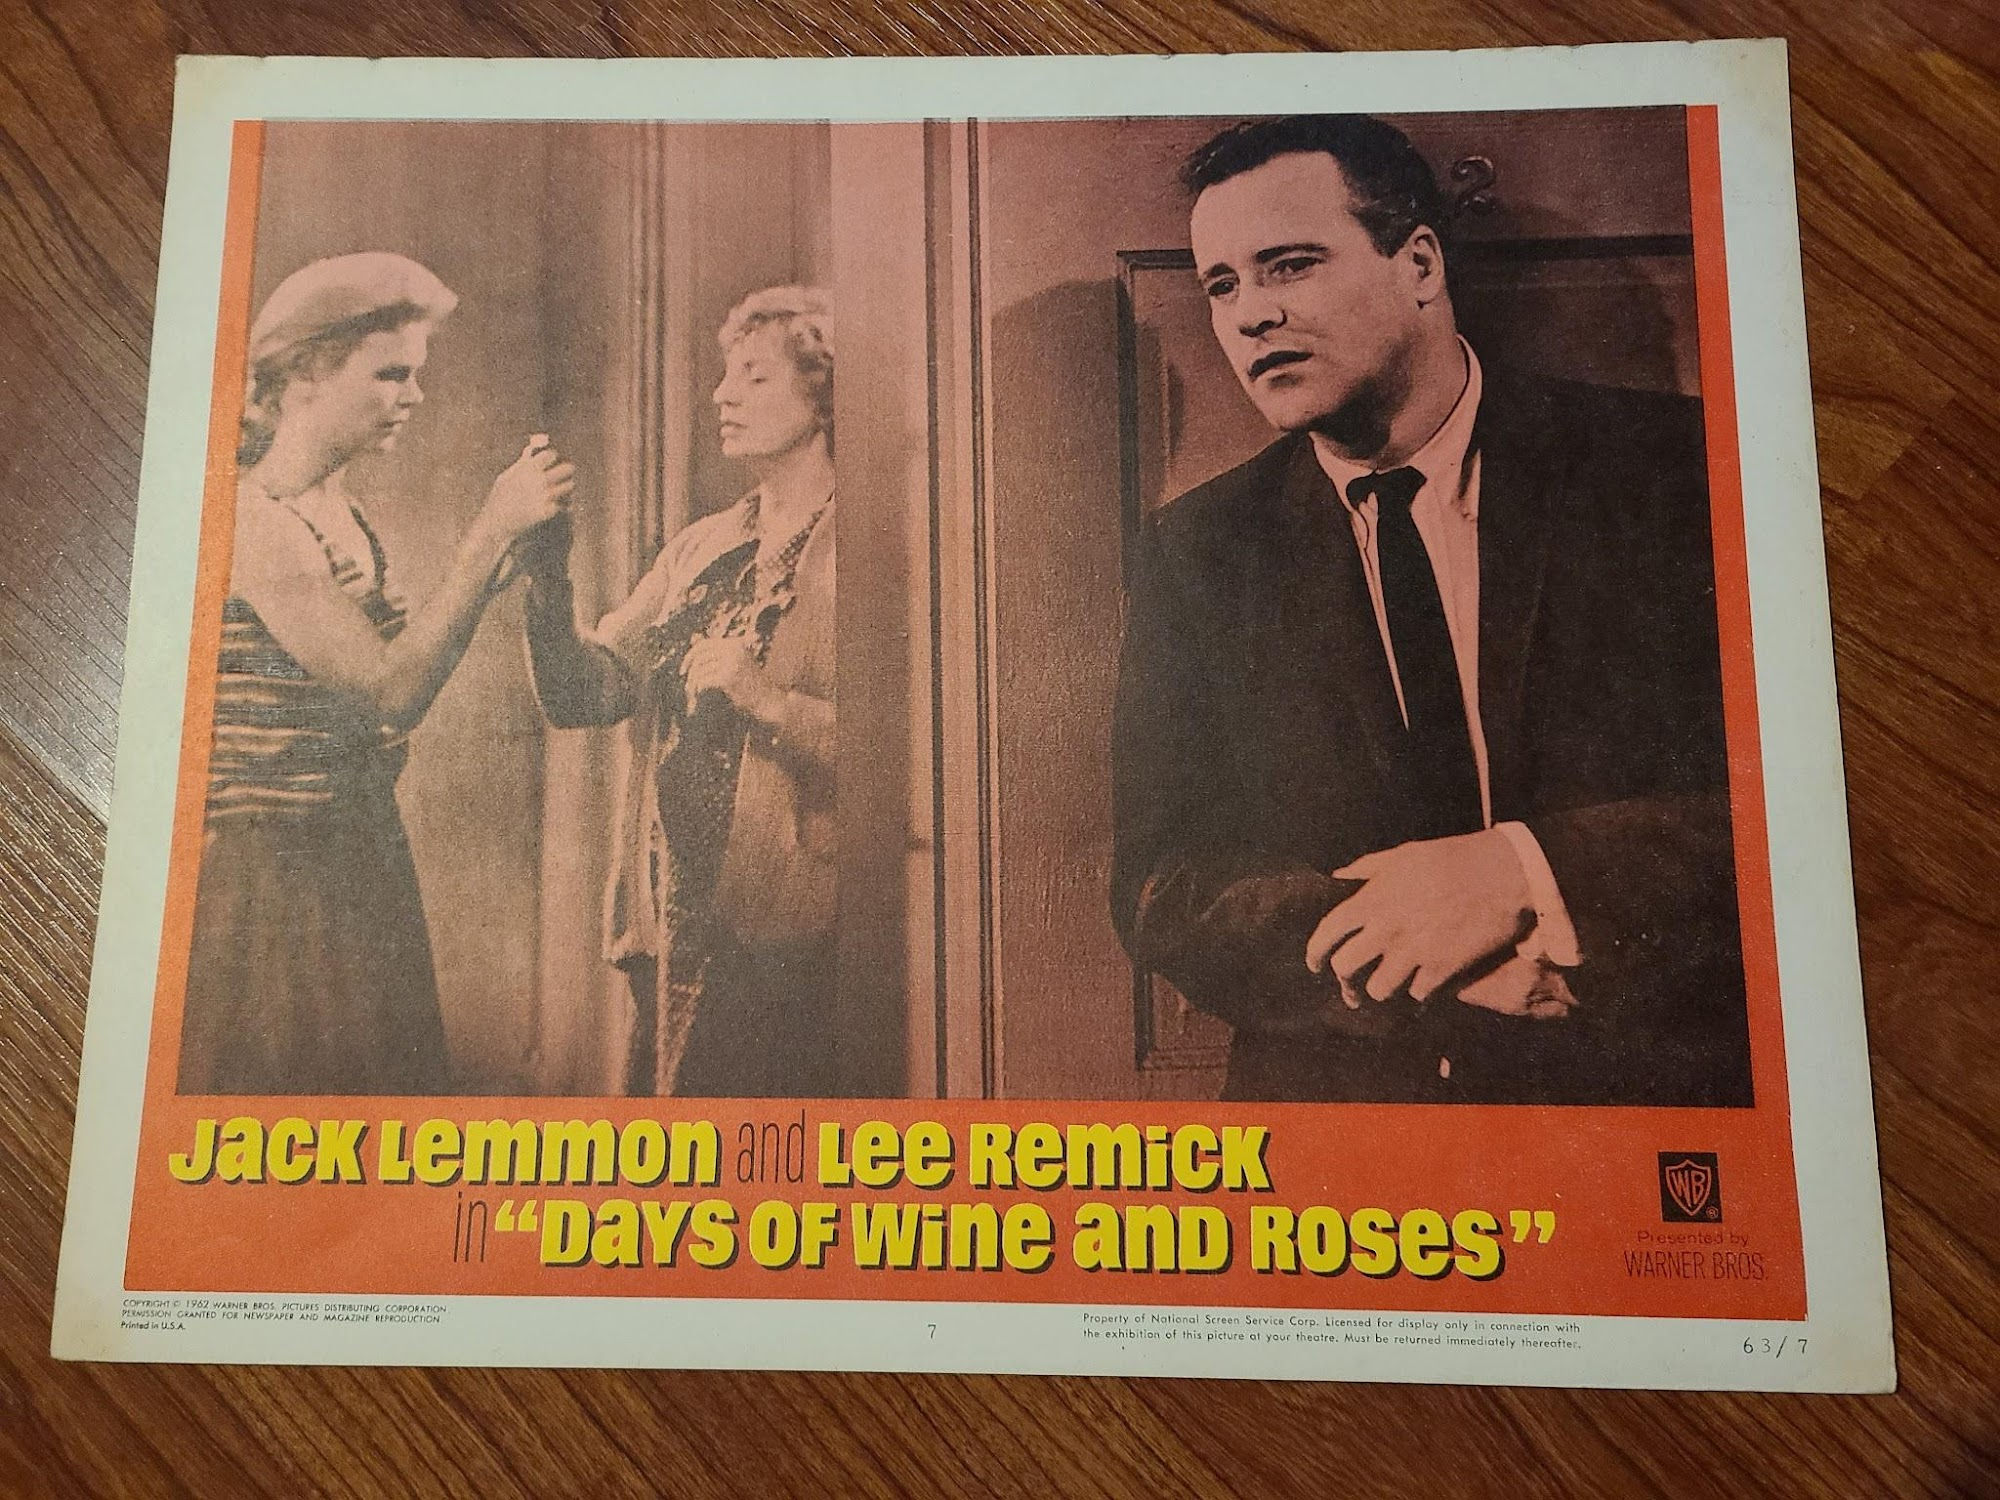 2
JACK LEMMON and LEE REMICK
in “DAYS OF WINE AND ROSES”
WB
®
Presented by
WARNER BROS.
COPYRIGHT © 1962 WARNER BROS. PICTURES DISTRIBUTING CORPORATION.
PERMISSION GRANTED FOR NEWSPAPER AND MAGAZINE REPRODUCTION
Printed in U.S.A.
7
Property of National Screen Service Corp. Licensed for display only in connection with
the exhibition of this picture at your theatre. Must be returned immediately thereafter.
63/7